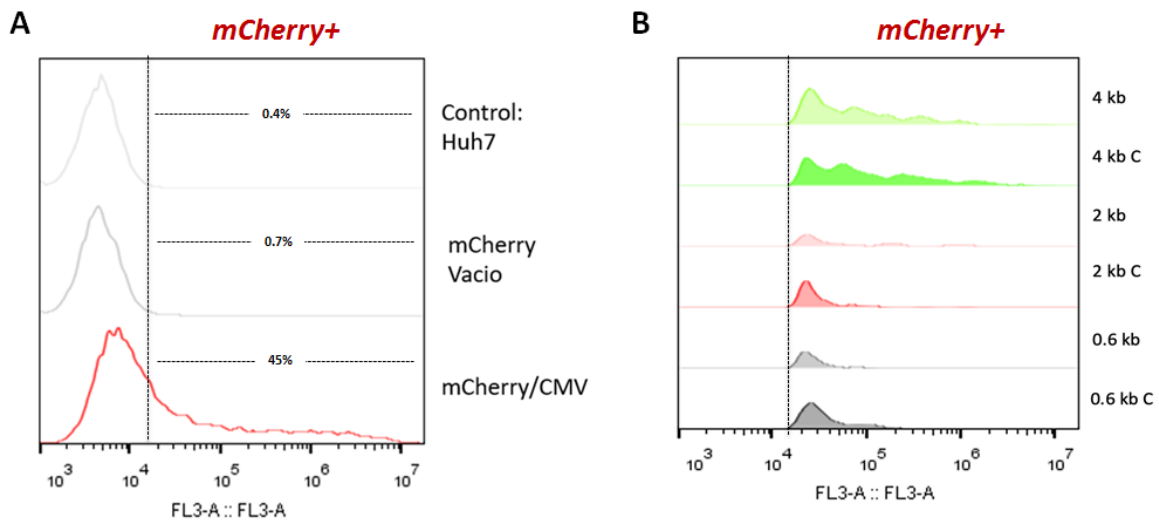 A
mCherry+
0.4%
Control:
Huh7
0.7%
mCherry
Vacio
45%
mCherry/CMV
10^3 10^4 10^5 10^6 10^7
FL3-A :: FL3-A
B
mCherry+
4 kb
4 kb C
2 kb
2 kb C
0.6 kb
0.6 kb C
10^3 10^4 10^5 10^6 10^7
FL3-A :: FL3-A